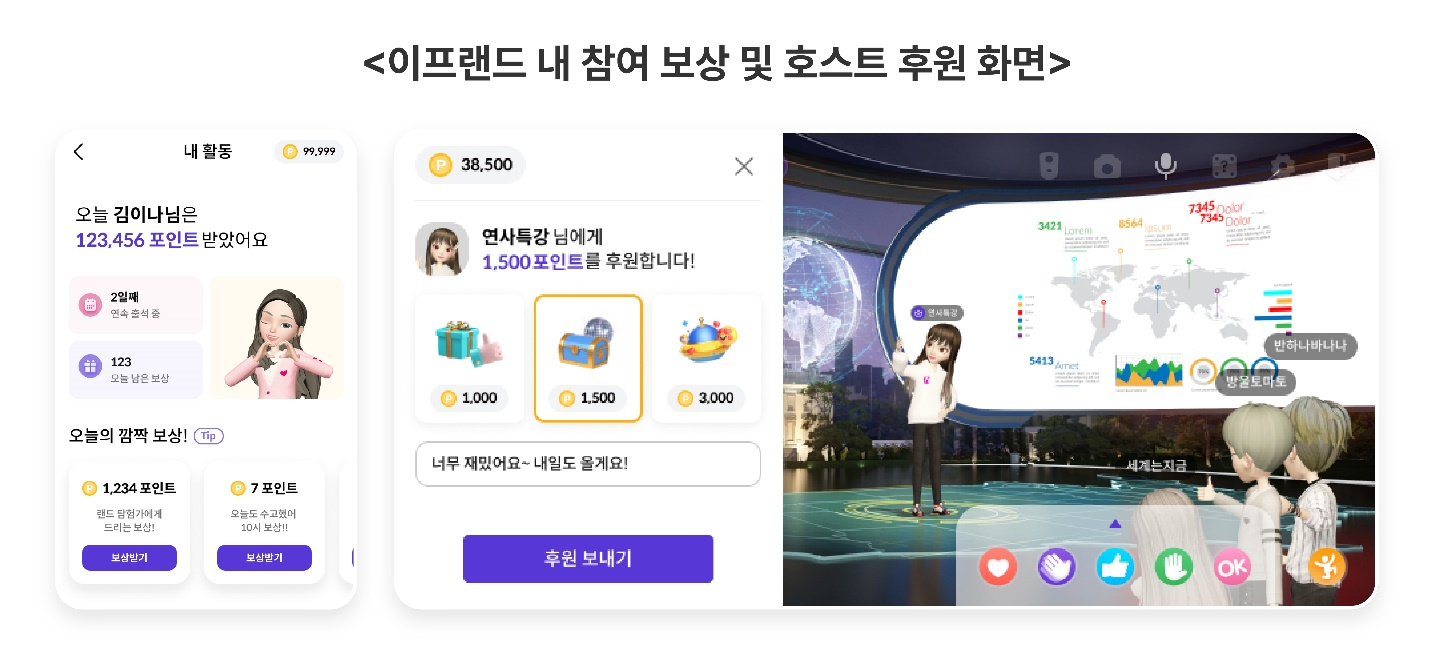 <이프랜드 내 참여 보상 및 호스트 후원 화면>
내 활동
P 99,999
오늘 김이나님은
123,456 포인트 받았어요
2일째
연속 출석 중
123
오늘 남은 보상
오늘의 깜짝 보상! Tip
P 1,234 포인트
랜드 탐험가에게
드리는 보상!
보상받기
P 7 포인트
오늘도 수고했어
10시 보상!!
보상받기
P 38,500
연사특강 님에게
1,500 포인트를 후원합니다!
P 1,000
P 1,500
P 3,000
너무 재밌어요~ 내일도 올게요!
후원 보내기
연사특강
3421 Lorem
8564 Ipsum
7345 Dolor
7345 Dolor
5413 Amet
반하나바나나
방울토마토
세계는지금
OK